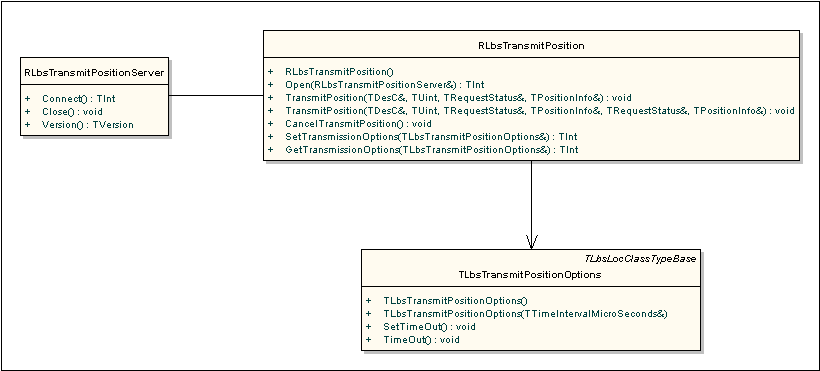 RLbsTransmitPositionServer
+ Connect() : TInt
+ Close() : void
+ Version() : TVersion
RLbsTransmitPosition
+ RLbsTransmitPosition()
+ Open(RLbsTransmitPositionServer&) : TInt
+ TransmitPosition(TDesC&, TUint, TRequestStatus&, TPositionInfo&) : void
+ TransmitPosition(TDesC&, TUint, TRequestStatus&, TPositionInfo&, TRequestStatus&, TPositionInfo&) : void
+ CancelTransmitPosition() : void
+ SetTransmissionOptions(TLbsTransmitPositionOptions&) : TInt
+ GetTransmissionOptions(TLbsTransmitPositionOptions&) : TInt
TLbsLocClassTypeBase
TLbsTransmitPositionOptions
+ TLbsTransmitPositionOptions()
+ TLbsTransmitPositionOptions(TTimeIntervalMicroSeconds&)
+ SetTimeOut() : void
+ TimeOut() : void